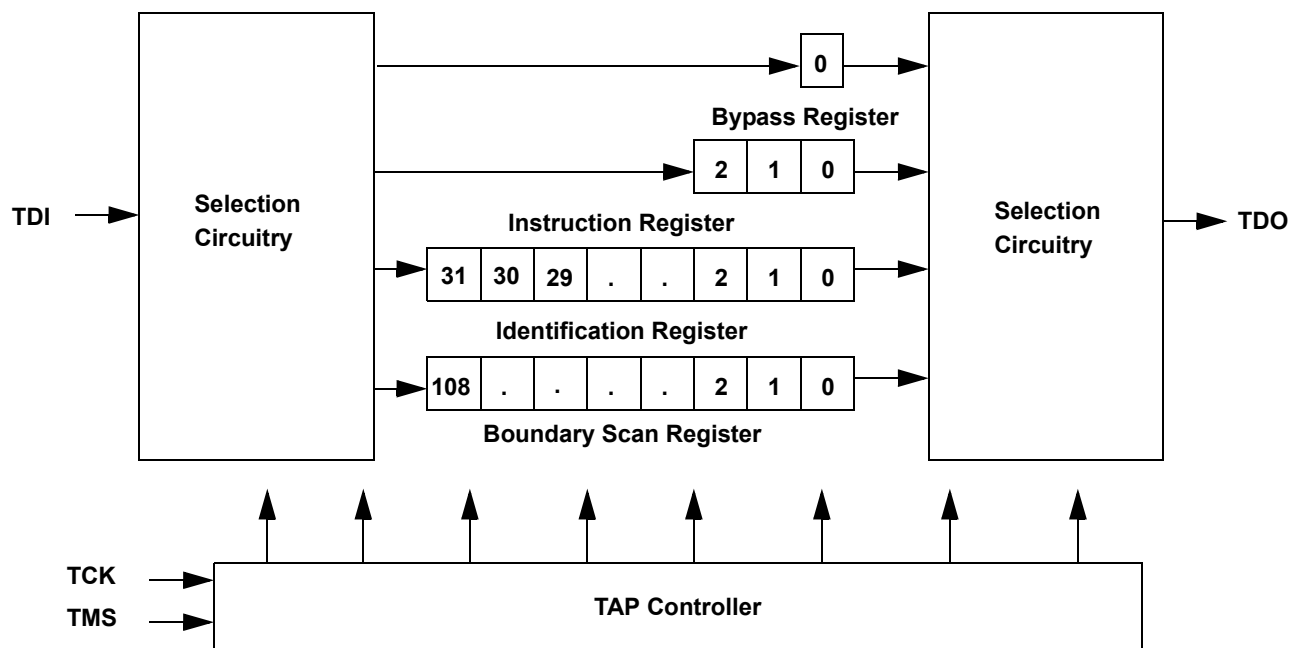 0
Bypass Register
2 1 0
Selection
Circuitry
TDI
Instruction Register
31 30 29 . . 2 1 0
Identification Register
108 . . . . 2 1 0
Boundary Scan Register
Selection
Circuitry
TDO
TCK
TMS
TAP Controller